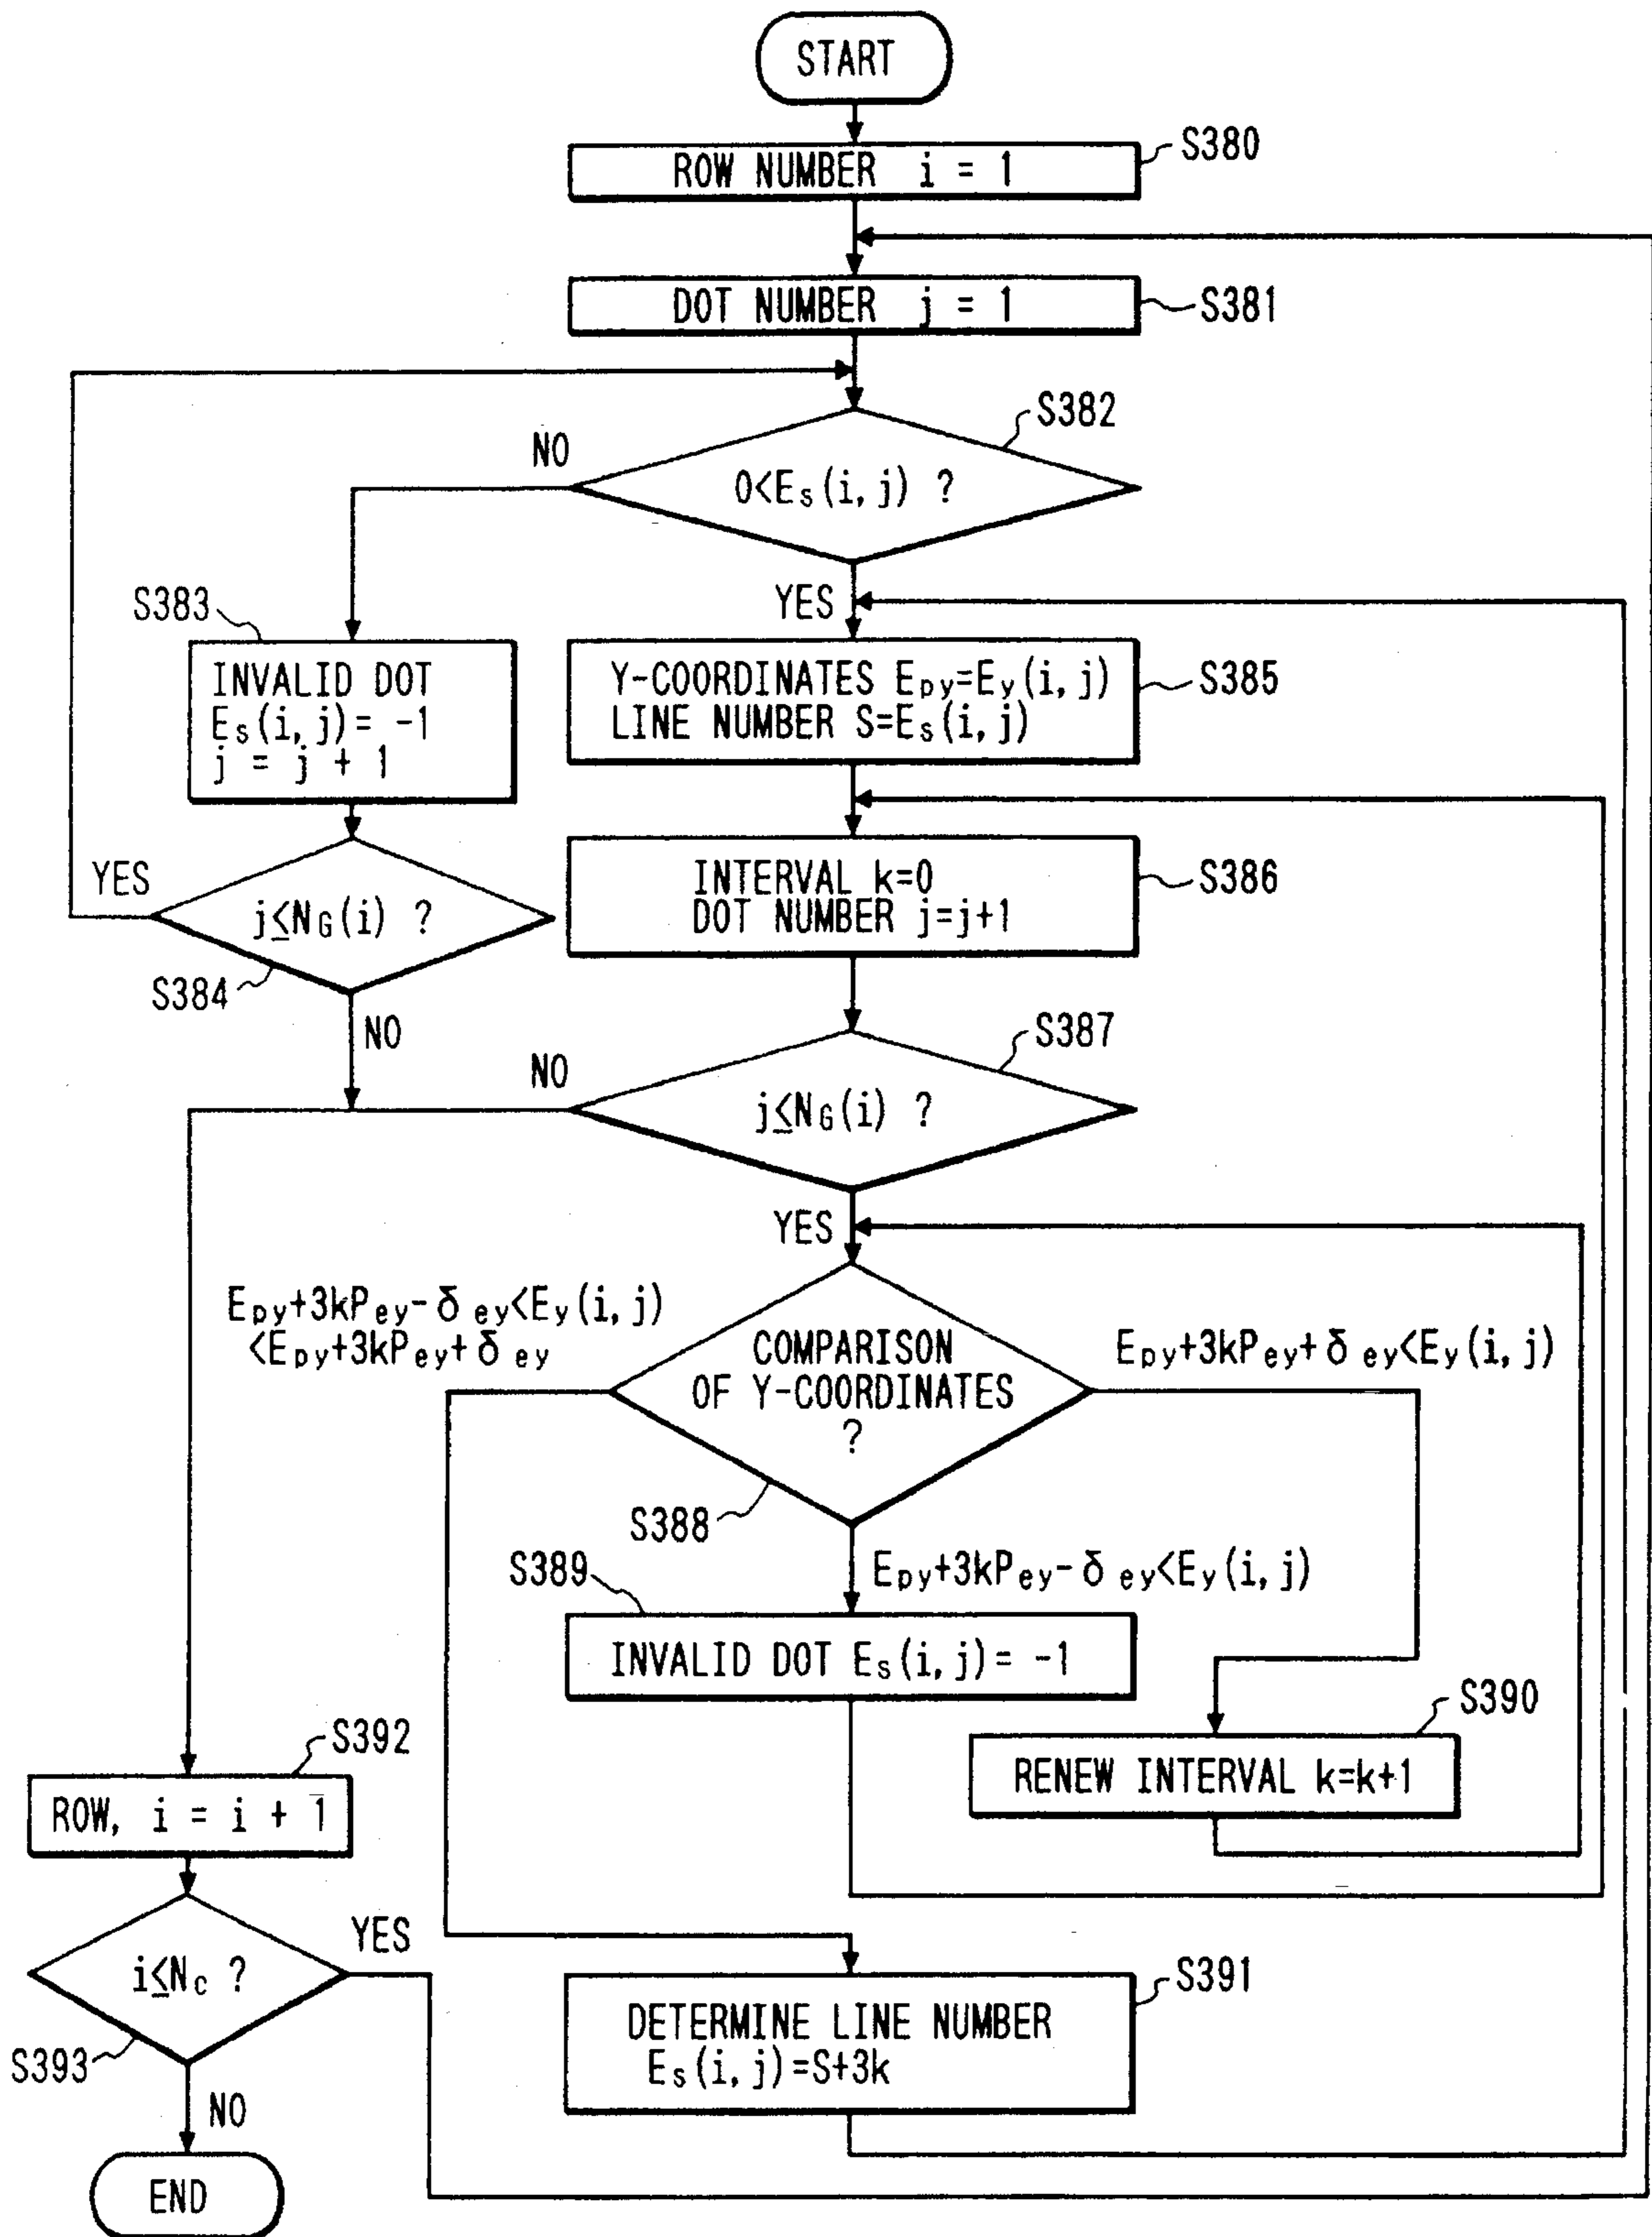 START
ROW NUMBER i = 1
S380
DOT NUMBER j = 1
S381
S382
NO
0<Es(i,j) ?
YES
S383
INVALID DOT
Es(i,j)= -1
j = j + 1
Y-COORDINATES Epy=Ey(i,j)
LINE NUMBER S=Es(i,j)
S385
YES
j≤NG(i) ?
S384
NO
INTERVAL k=0
DOT NUMBER j=j+1
S386
S387
NO
j≤NG(i) ?
YES
Epy+3kPey-δey<Ey(i,j)
<Epy+3kPey+δey
COMPARISON
OF Y-COORDINATES
?
Epy+3kPey+δey<Ey(i,j)
S388
Epy+3kPey-δey<Ey(i,j)
S389
INVALID DOT Es(i,j)= -1
S390
RENEW INTERVAL k=k+1
S392
ROW, i = i + 1
i≤Nc ?
YES
S393
NO
S391
DETERMINE LINE NUMBER
Es(i,j)=S+3k
END